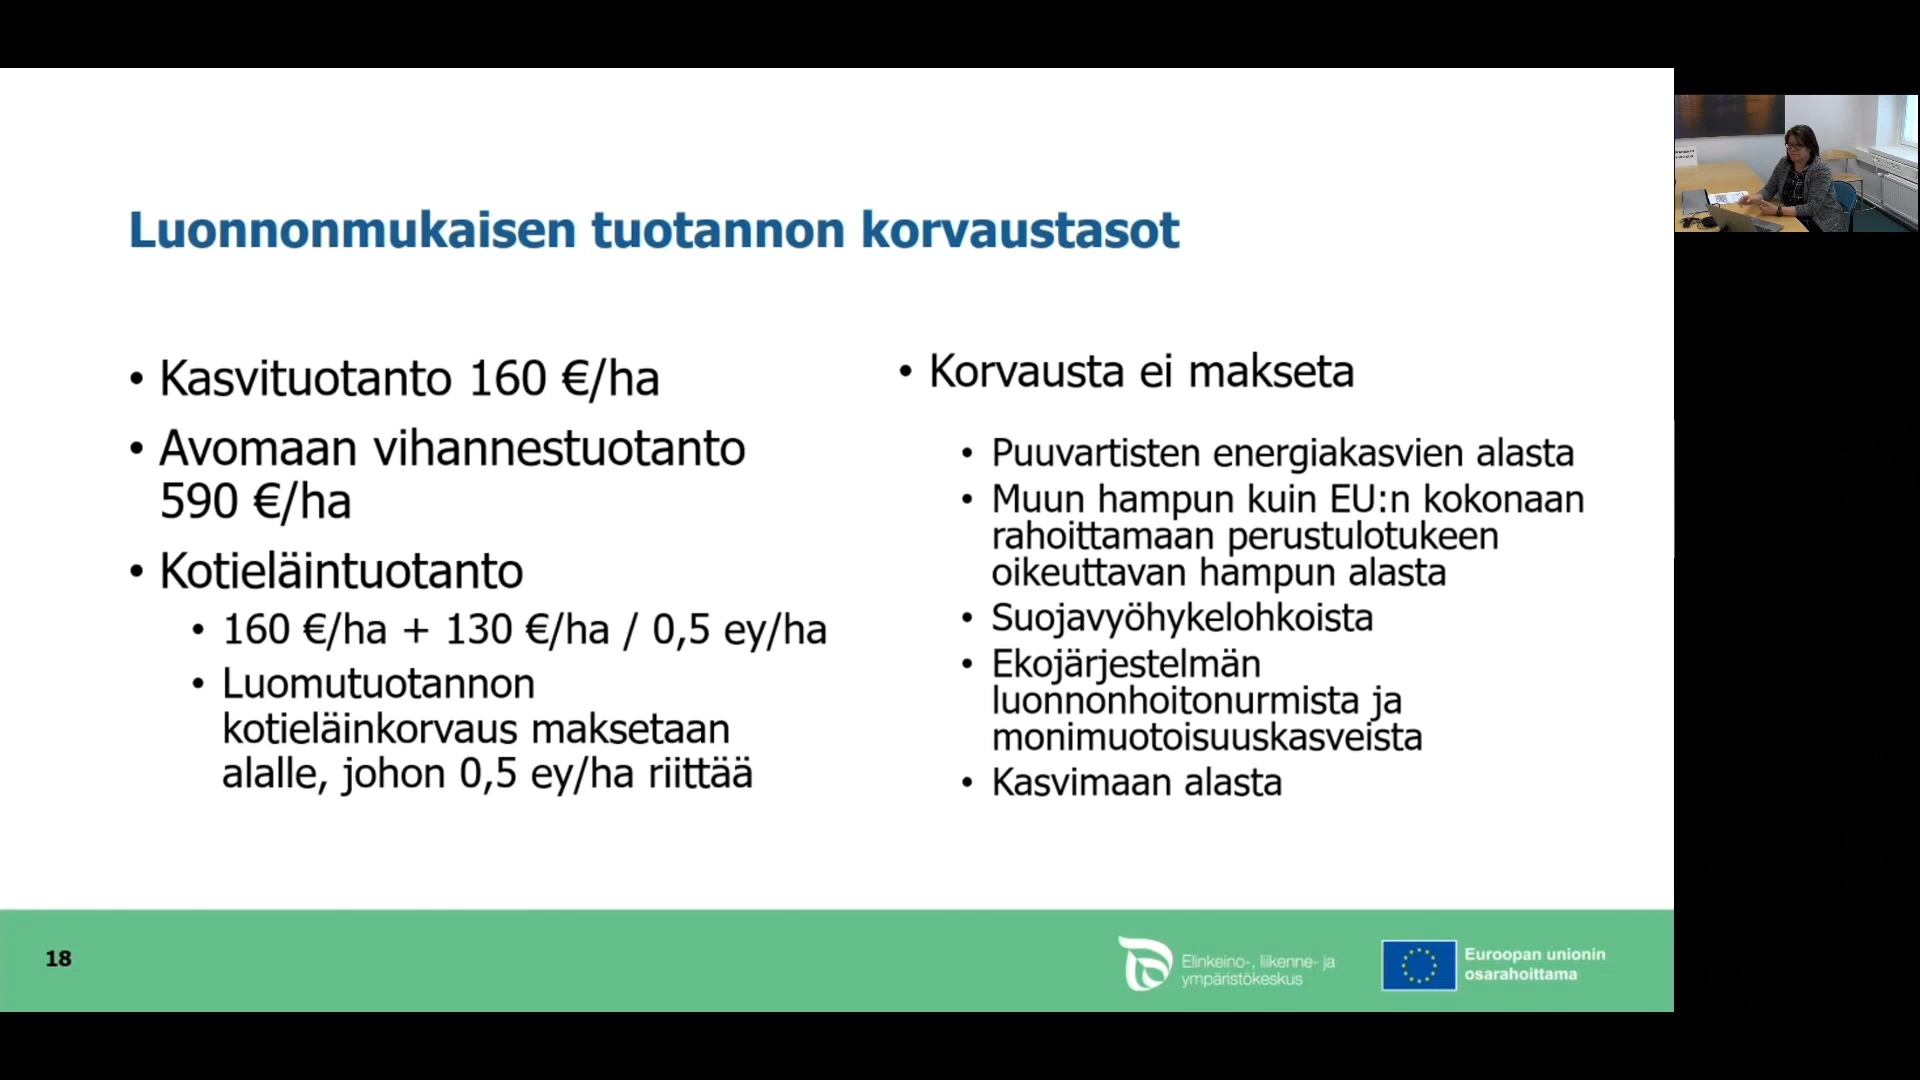 Luonnonmukaisen tuotannon korvaustasot
• Kasvituotanto 160 €/ha
• Avomaan vihannestuotanto
590 €/ha
• Kotieläintuotanto
• 160 €/ha + 130 €/ha / 0,5 ey/ha
• Luomutuotannon
kotieläinkorvaus maksetaan
alalle, johon 0,5 ey/ha riittää
• Korvausta ei makseta
• Puuvartisten energiakasvien alasta
• Muun hampun kuin EU:n kokonaan
rahoittamaan perustulotukeen
oikeuttavan hampun alasta
• Suojavyöhykelohkoista
• Ekojärjestelmän
luonnonhoitonurmista ja
monimuotoisuuskasveista
• Kasvimaan alasta
18
Elinkeino-, liikenne- ja
ympäristökeskus
Euroopan unionin
osarahoittama